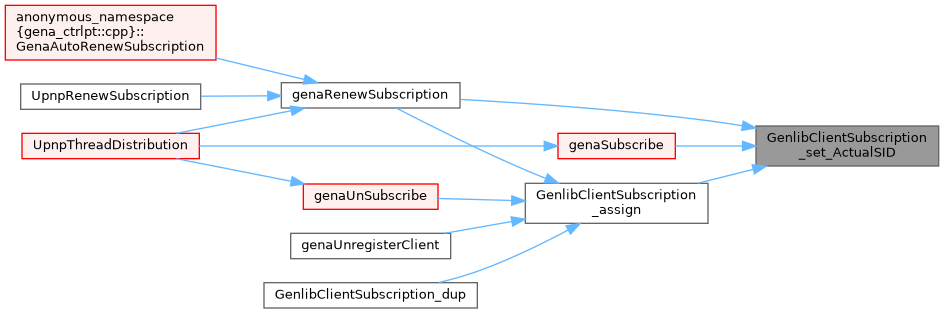 anonymous_namespace
{gena_ctrlpt::cpp}::
GenaAutoRenewSubscription
UpnpRenewSubscription
genaRenewSubscription
UpnpThreadDistribution
genaSubscribe
GenlibClientSubscription
_set_ActualSID
genaUnSubscribe
GenlibClientSubscription
_assign
genaUnregisterClient
GenlibClientSubscription_dup